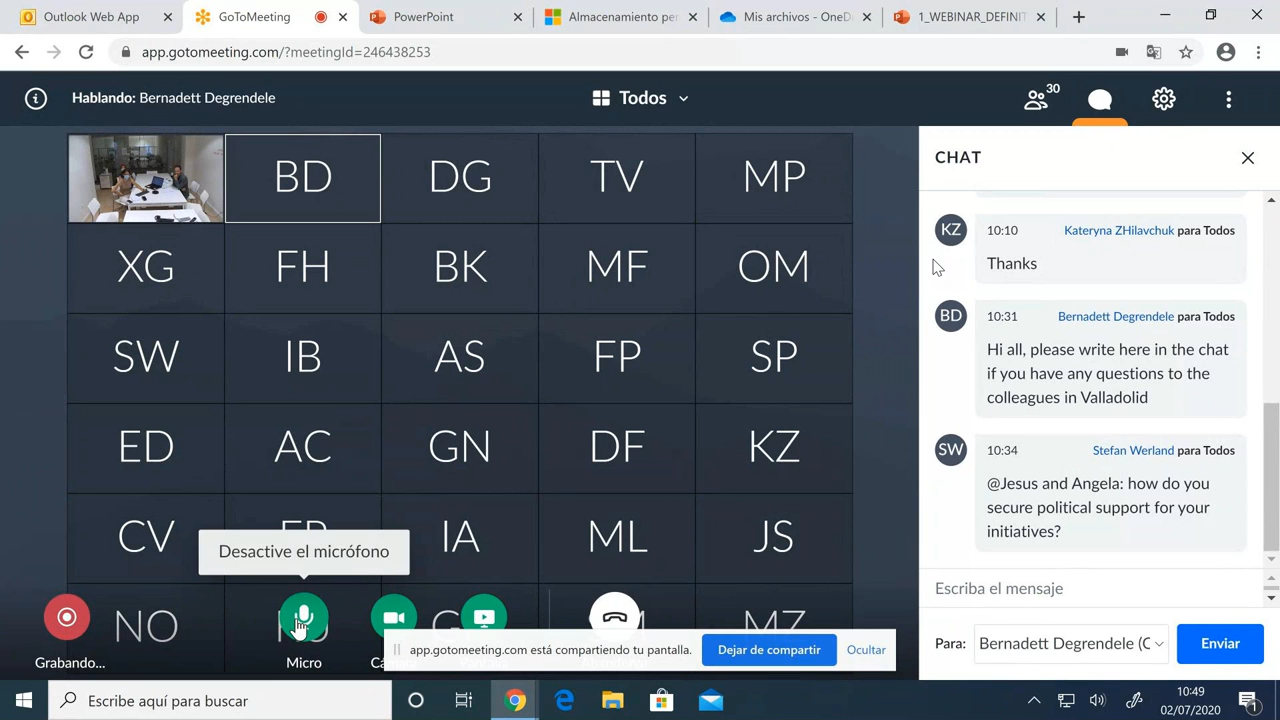 Outlook Web App
GoToMeeting
PowerPoint
Almacenamiento per
Mis archivos - OneD
1_WEBINAR_DEFINIT
app.gotomeeting.com/?meetingId=246438253
Hablando: Bernadett Degrendele
Todos
30
CHAT
BD DG TV MP
XG FH BK MF OM
SW IB AS FP SP
ED AC GN DF KZ
CV IA ML JS
NO MZ
KZ
10:10 Kateryna ZHilavchuk para Todos
Thanks
BD
10:31 Bernadett Degrendele para Todos
Hi all, please write here in the chat
if you have any questions to the
colleagues in Valladolid
SW
10:34 Stefan Werland para Todos
@Jesus and Angela: how do you
secure political support for your
initiatives?
Desactive el micrófono
Grabando...
Micro
app.gotomeeting.com está compartiendo tu pantalla.
Dejar de compartir
Ocultar
Escriba el mensaje
Para: Bernadett Degrendele (C
Enviar
Escribe aquí para buscar
10:49
02/07/2020
1